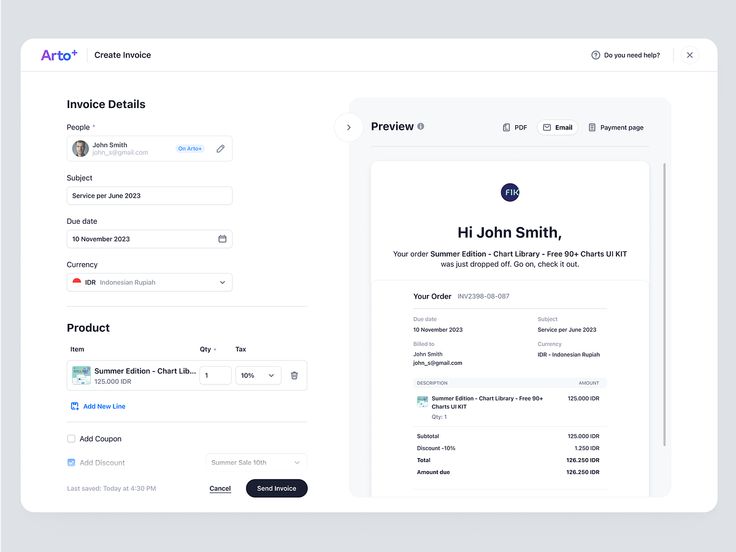 Arto+
Create Invoice
Do you need help?
Invoice Details
People *
John Smith
john_s@gmail.com
On Arto+
Subject
Service per June 2023
Due date
10 November 2023
Currency
IDR Indonesian Rupiah
Product
Item Qty Tax
Summer Edition - Chart Lib...
125.000 IDR
1
10%
Add New Line
Add Coupon
Add Discount
Summer Sale 10th
Last saved: Today at 4:30 PM
Cancel
Send Invoice
Preview
PDF
Email
Payment page
FIK
Hi John Smith,
Your order Summer Edition - Chart Library - Free 90+ Charts UI KIT
was just dropped off. Go on, check it out.
Your Order INV2398-08-087
Due date
10 November 2023
Subject
Service per June 2023
Billed to
John Smith
john_s@gmail.com
Currency
IDR - Indonesian Rupiah
DESCRIPTION AMOUNT
Summer Edition - Chart Library - Free 90+ 125.000 IDR
Charts UI KIT
Qty: 1
Subtotal 125.000 IDR
Discount -10% 1.250 IDR
Total 126.250 IDR
Amount due 126.250 IDR